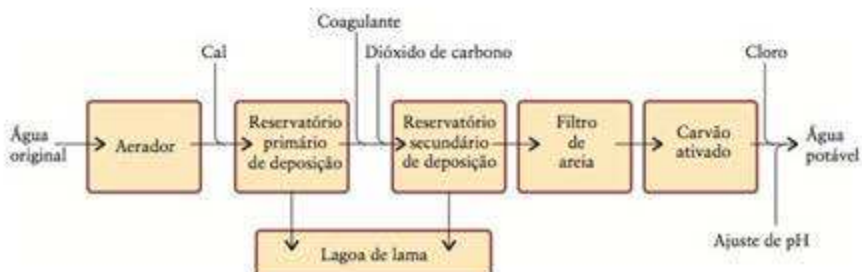 Coagulante
Cal
Dióxido de carbono
Cloro
Água
original
Aerador
Reservatório
primário
de deposição
Reservatório
secundário
de deposição
Filtro
de
areia
Carvão
ativado
Água
potável
Lagoa de lama
Ajuste de pH